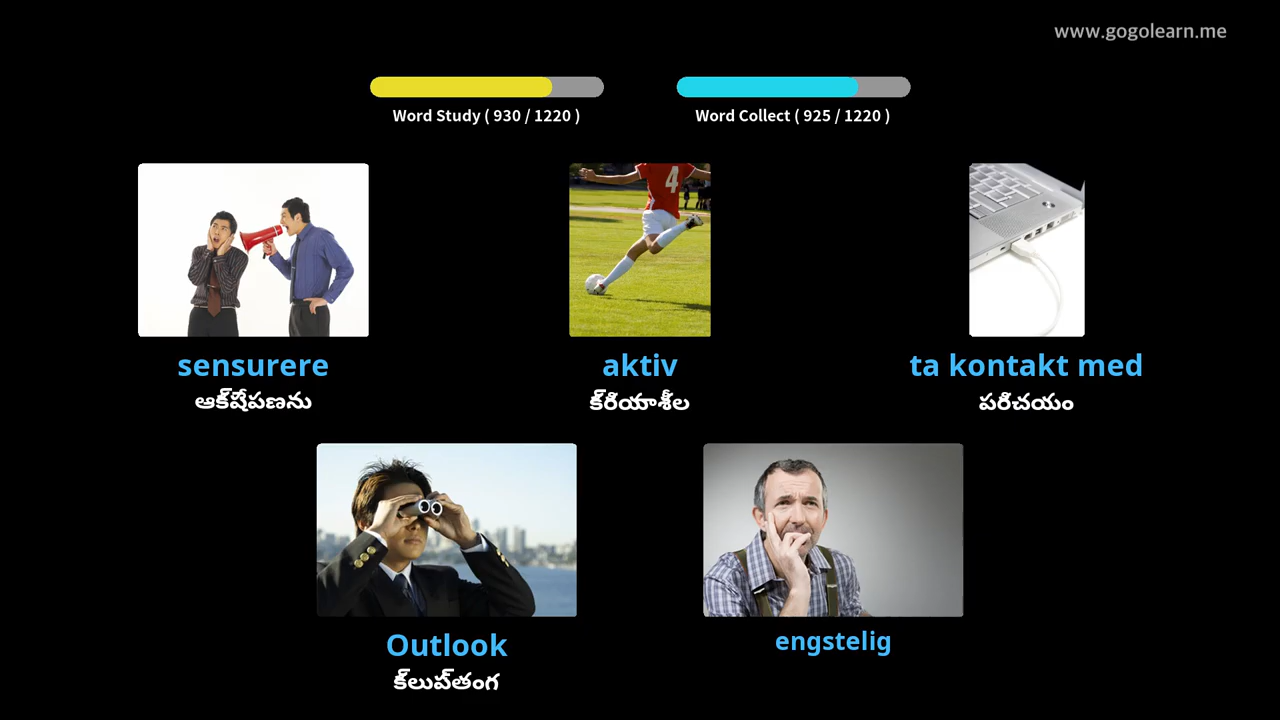 www.gogolearn.me
Word Study ( 930 / 1220 )
Word Collect ( 925 / 1220 )
sensurere
aktiv
ta kontakt med
ఆక్షేపణను
క్రియాశీల
పరిచయం
Outlook
engstelig
క్లుప్తంగ